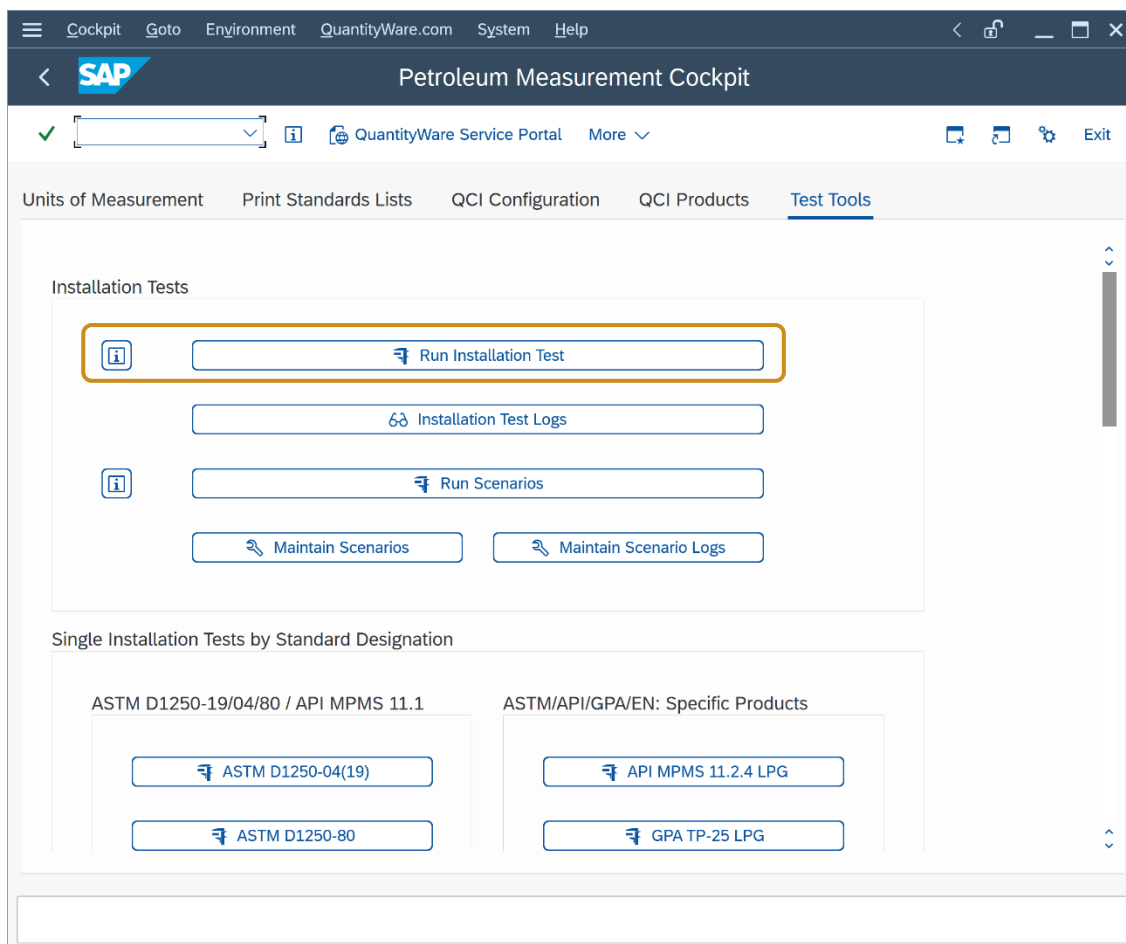 Cockpit Goto Environment QuantityWare.com System Help
SAP Petroleum Measurement Cockpit
QuantityWare Service Portal More Exit
Units of Measurement Print Standards Lists QCI Configuration QCI Products Test Tools
Installation Tests
Run Installation Test
Installation Test Logs
Run Scenarios
Maintain Scenarios Maintain Scenario Logs
Single Installation Tests by Standard Designation
ASTM D1250-19/04/80 / API MPMS 11.1 ASTM/API/GPA/EN: Specific Products
ASTM D1250-04(19) API MPMS 11.2.4 LPG
ASTM D1250-80 GPA TP-25 LPG